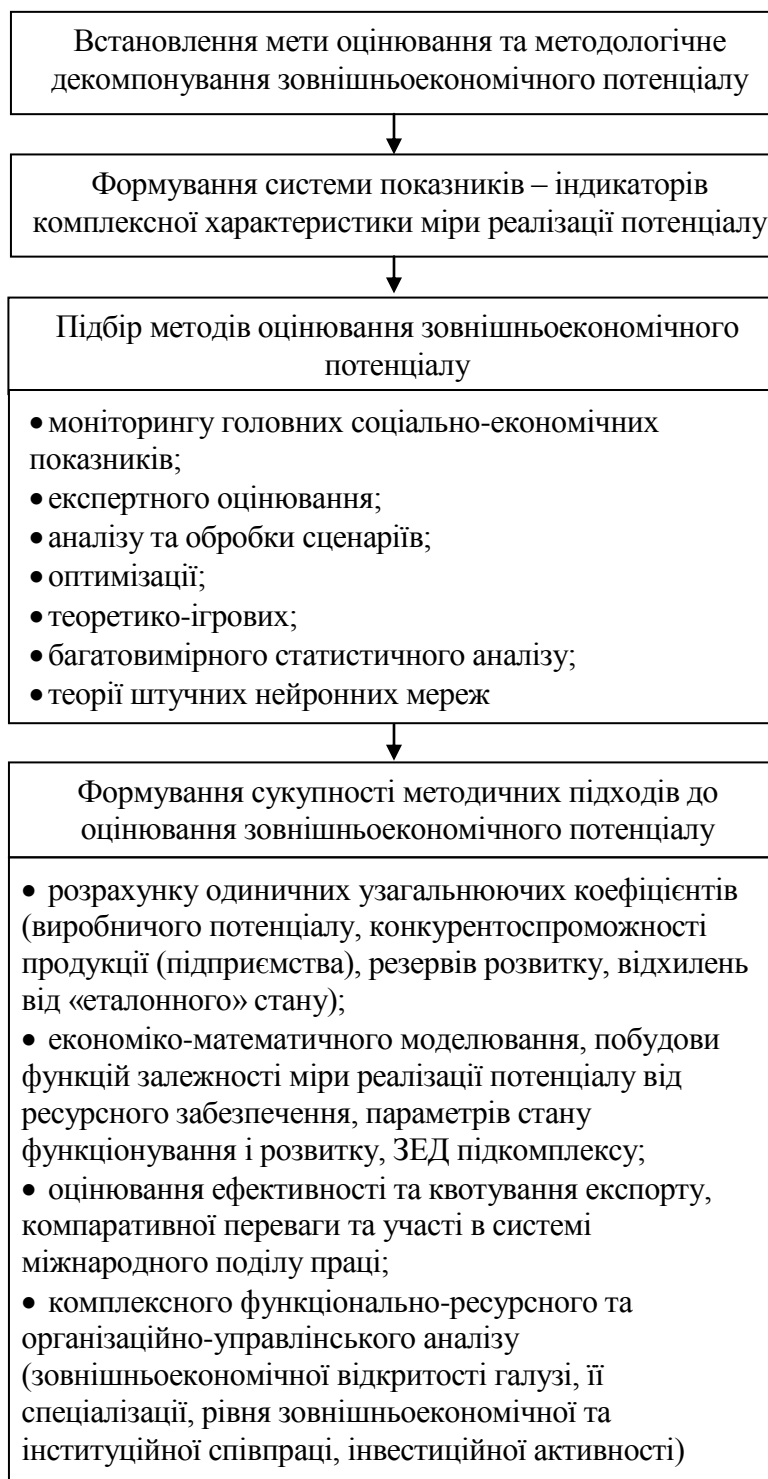 Встановлення мети оцінювання та методологічне
декомпонування зовнішньоекономічного потенціалу
Формування системи показників – індикаторів
комплексної характеристики міри реалізації потенціалу
Підбір методів оцінювання зовнішньоекономічного
потенціалу
• моніторингу головних соціально-економічних
показників;
• експертного оцінювання;
• аналізу та обробки сценаріїв;
• оптимізації;
• теоретико-ігрових;
• багатовимірного статистичного аналізу;
• теорії штучних нейронних мереж
Формування сукупності методичних підходів до
оцінювання зовнішньоекономічного потенціалу
• розрахунку одиничних узагальнюючих коефіцієнтів
(виробничого потенціалу, конкурентоспроможності
продукції (підприємства), резервів розвитку, відхилень
від «еталонного» стану);
• економіко-математичного моделювання, побудови
функцій залежності міри реалізації потенціалу від
ресурсного забезпечення, параметрів стану
функціонування і розвитку, ЗЕД підкомплексу;
• оцінювання ефективності та квотування експорту,
компаративної переваги та участі в системі
міжнародного поділу праці;
• комплексного функціонально-ресурсного та
організаційно-управлінського аналізу
(зовнішньоекономічної відкритості галузі, її
спеціалізації, рівня зовнішньоекономічної та
інституційної співпраці, інвестиційної активності)